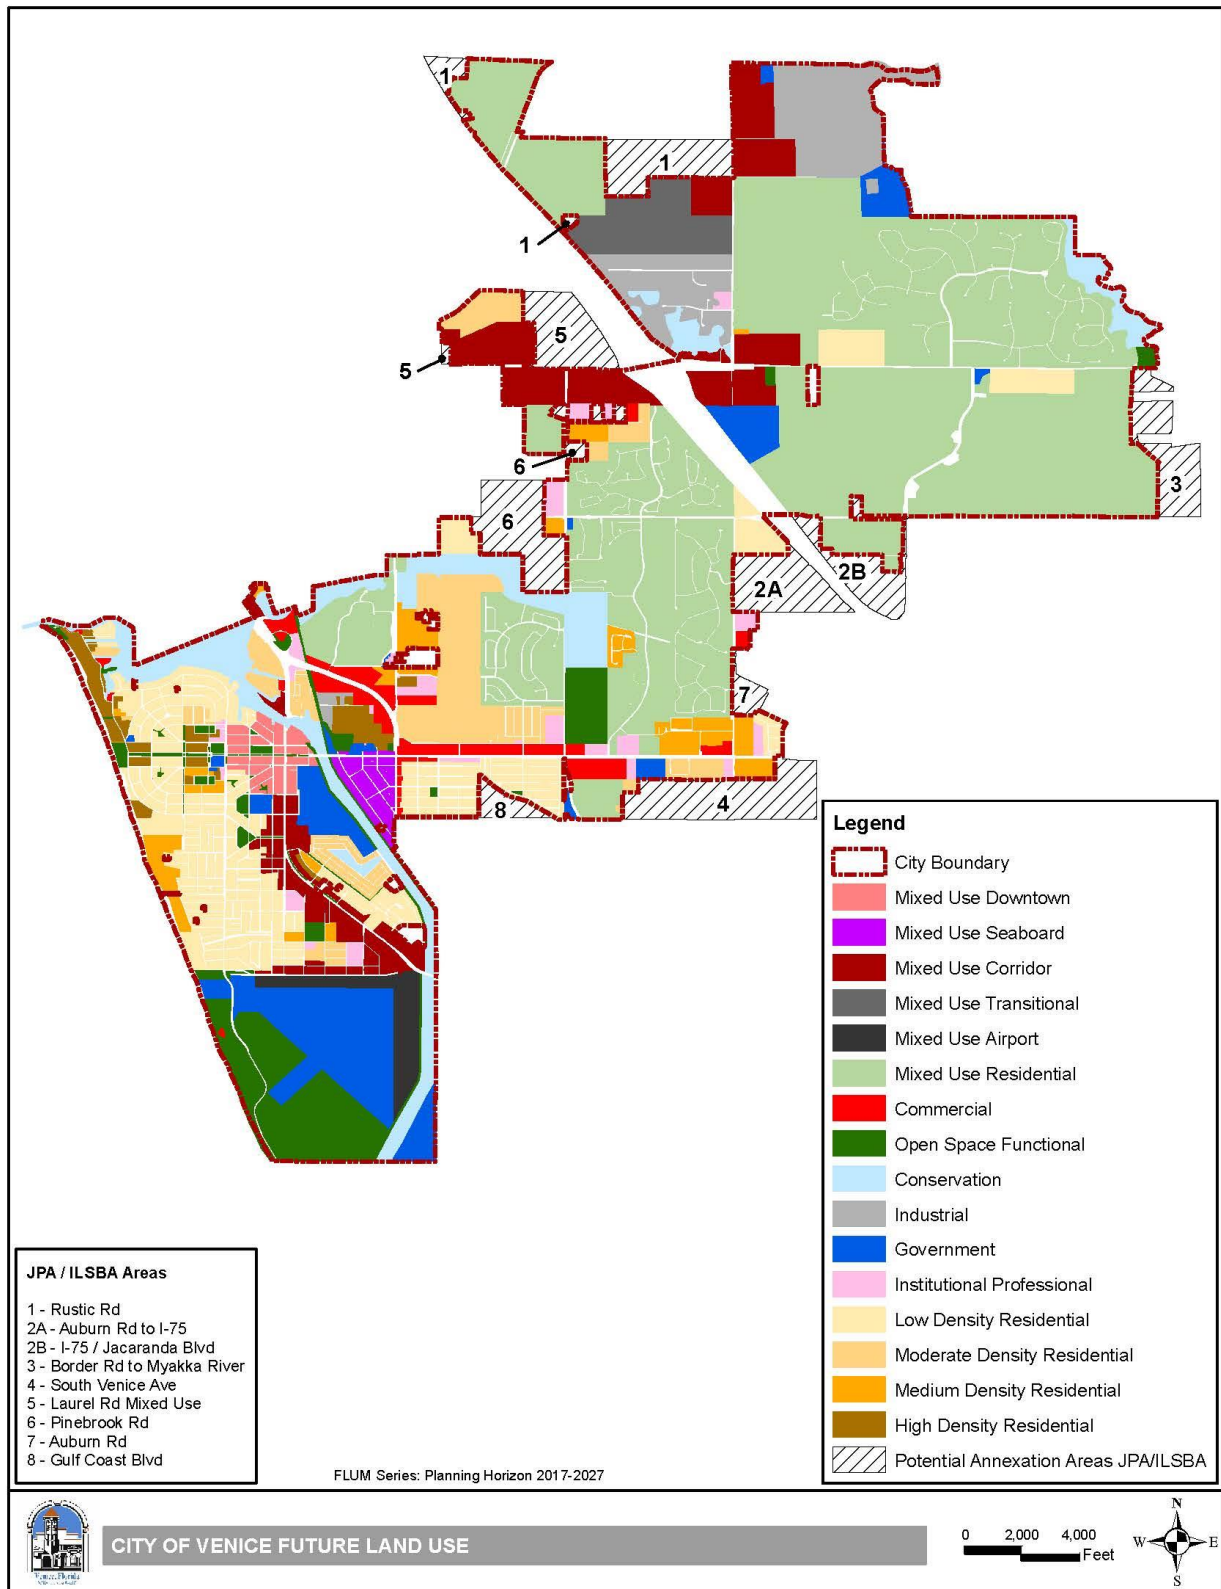 1
1
1
5
5
6
3
6
2B
2A
7
8
4
Legend
City Boundary
Mixed Use Downtown
Mixed Use Seaboard
Mixed Use Corridor
Mixed Use Transitional
Mixed Use Airport
Mixed Use Residential
Commercial
Open Space Functional
Conservation
Industrial
Government
Institutional Professional
Low Density Residential
Moderate Density Residential
Medium Density Residential
High Density Residential
Potential Annexation Areas JPA/ILSBA
JPA / ILSBA Areas
1 - Rustic Rd
2A - Auburn Rd to I-75
2B - I-75 / Jacaranda Blvd
3 - Border Rd to Myakka River
4 - South Venice Ave
5 - Laurel Rd Mixed Use
6 - Pinebrook Rd
7 - Auburn Rd
8 - Gulf Coast Blvd
FLUM Series: Planning Horizon 2017-2027
Venice, Florida
CITY OF VENICE FUTURE LAND USE
0 2,000 4,000
Feet
N
W E
S